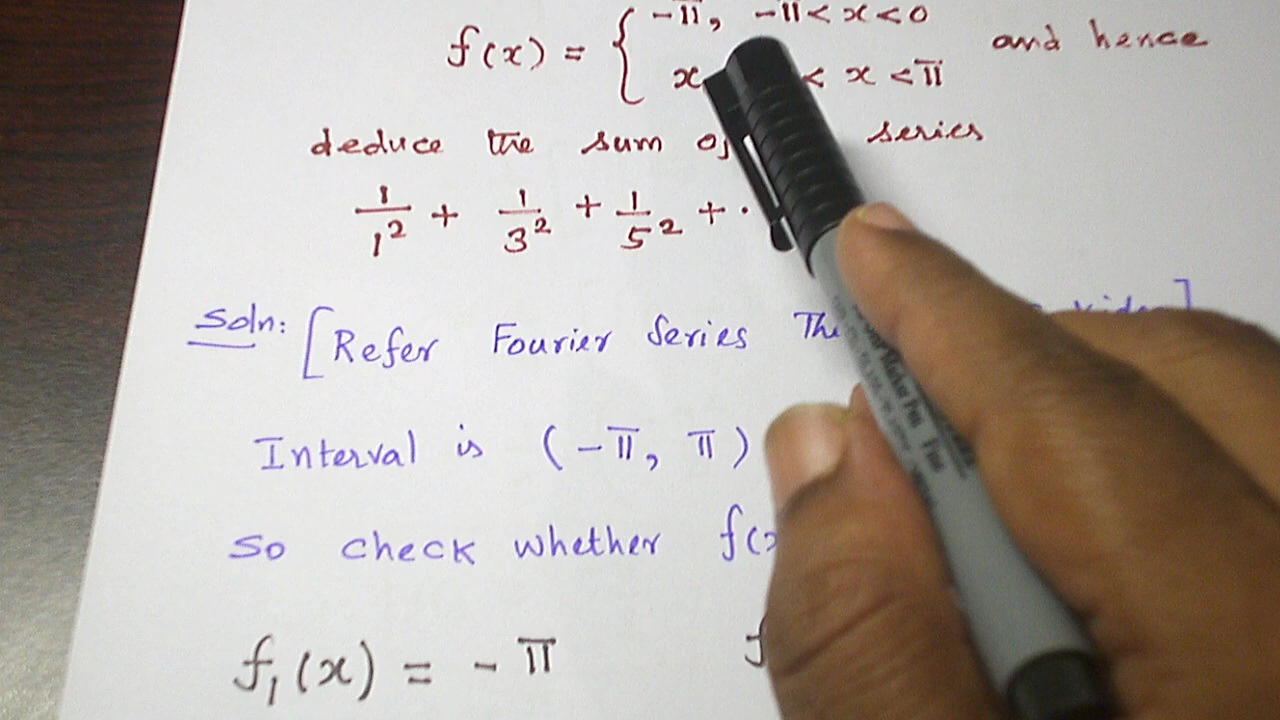 f(x) = { -π, -π < x < 0 and hence
x < x < π
deduce the sum series
1/1² + 1/3² + 1/5² + .
Soln: [Refer Fourier Series ]
Interval is (-π, π)
So check whether
f₁(x) = - π